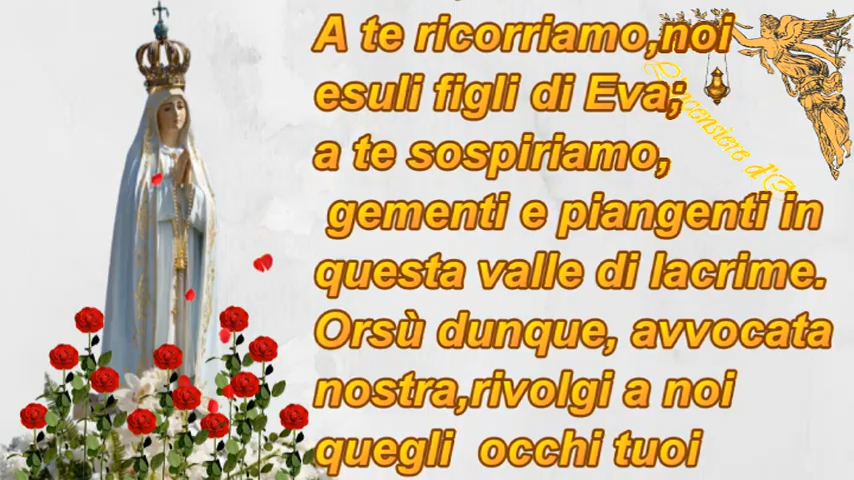 A te ricorriamo,noi
esuli figli di Eva;
a te sospiriamo,
gementi e piangenti in
questa valle di lacrime.
Orsù dunque, avvocata
nostra,rivolgi a noi
quegli occhi tuoi